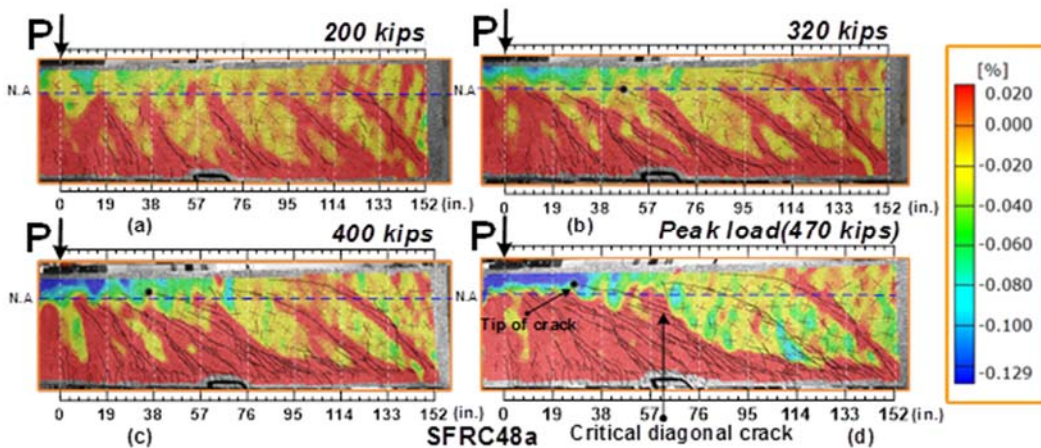 P 200 kips
N.A
0 19 38 57 76 95 114 133 152 (in.)
(a)
P 320 kips
N.A
0 19 38 57 76 95 114 133 152 (in.)
(b)
P 400 kips
N.A
0 19 38 57 76 95 114 133 152 (in.)
(c)
P Peak load(470 kips)
N.A
Tip of crack
0 19 38 57 76 95 114 133 152 (in.)
SFRC48a Critical diagonal crack (d)
[%]
0.020
0.000
-0.020
-0.040
-0.060
-0.080
-0.100
-0.129